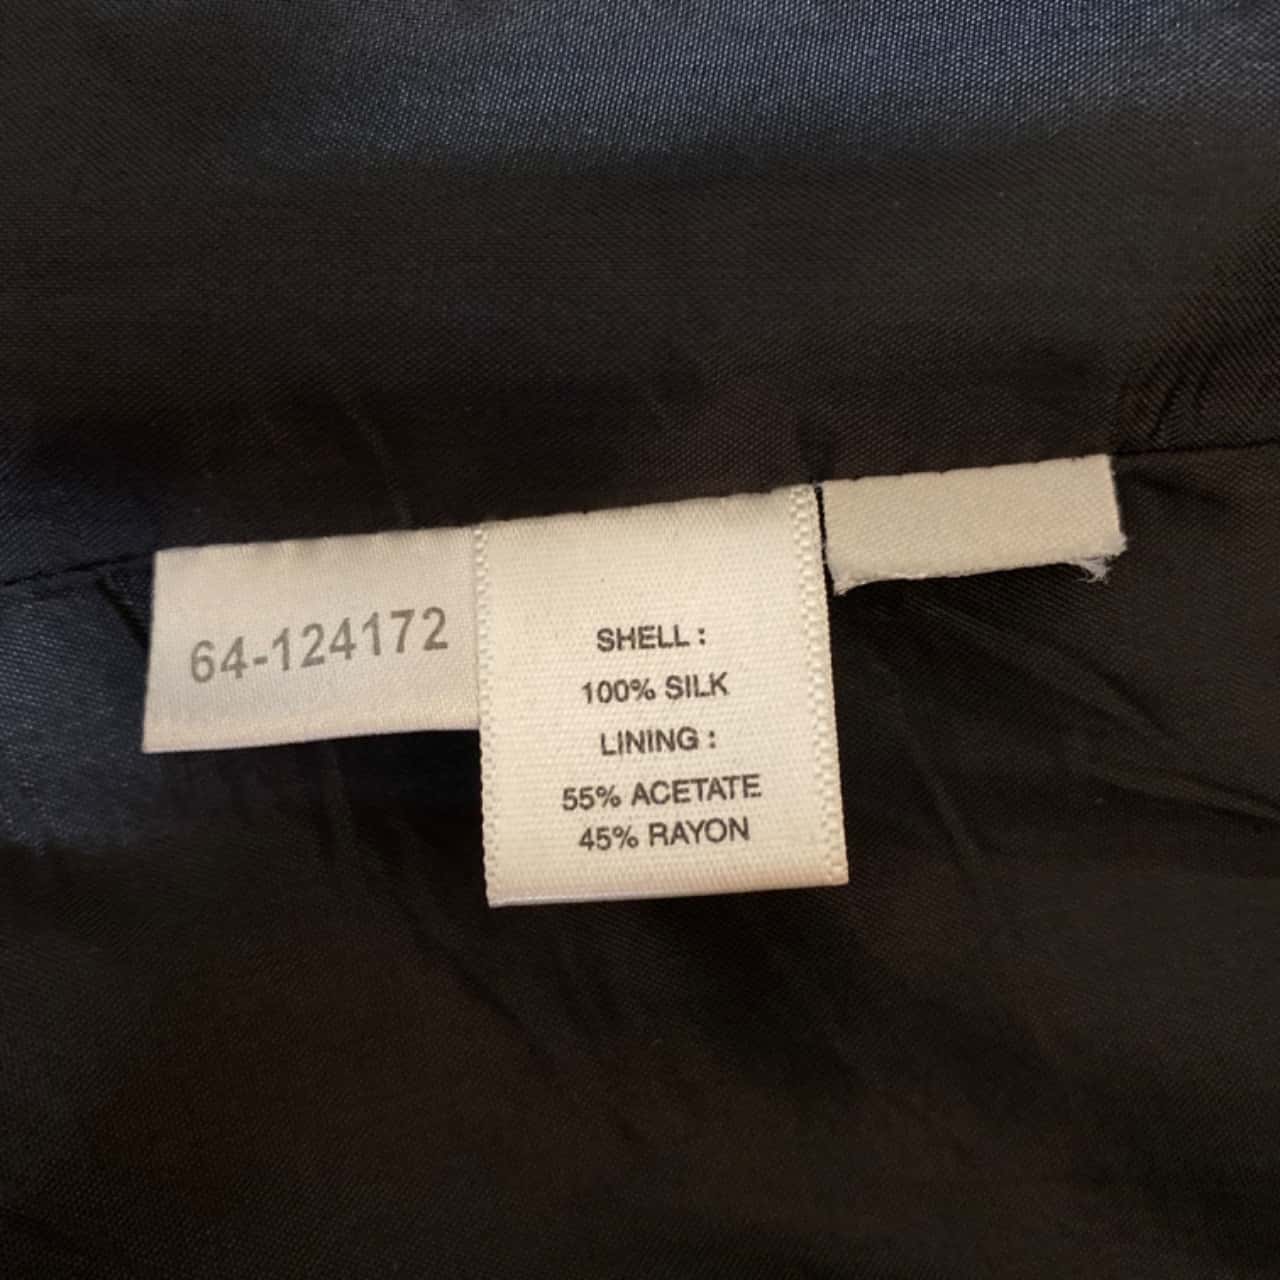 64-124172
SHELL :
100% SILK
LINING :
55% ACETATE
45% RAYON